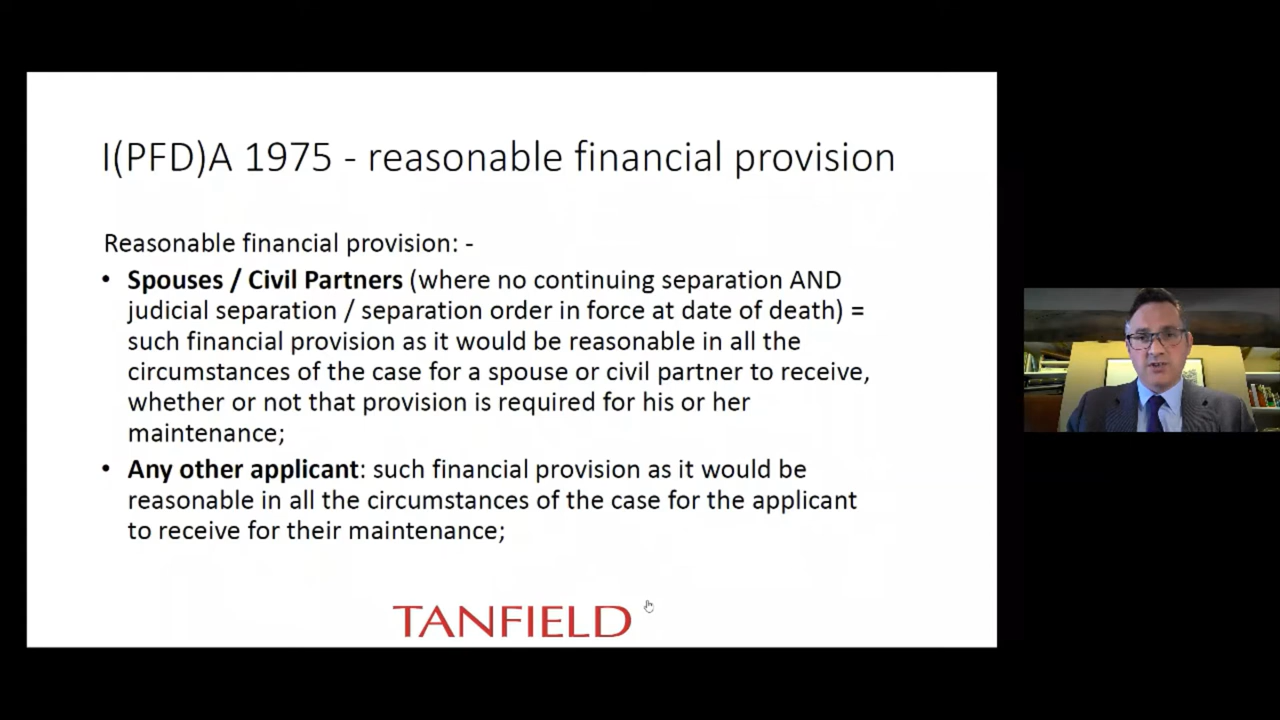 I(PFD)A 1975 - reasonable financial provision
Reasonable financial provision: -
• Spouses / Civil Partners (where no continuing separation AND
judicial separation / separation order in force at date of death) =
such financial provision as it would be reasonable in all the
circumstances of the case for a spouse or civil partner to receive,
whether or not that provision is required for his or her
maintenance;
• Any other applicant: such financial provision as it would be
reasonable in all the circumstances of the case for the applicant
to receive for their maintenance;
TANFIELD